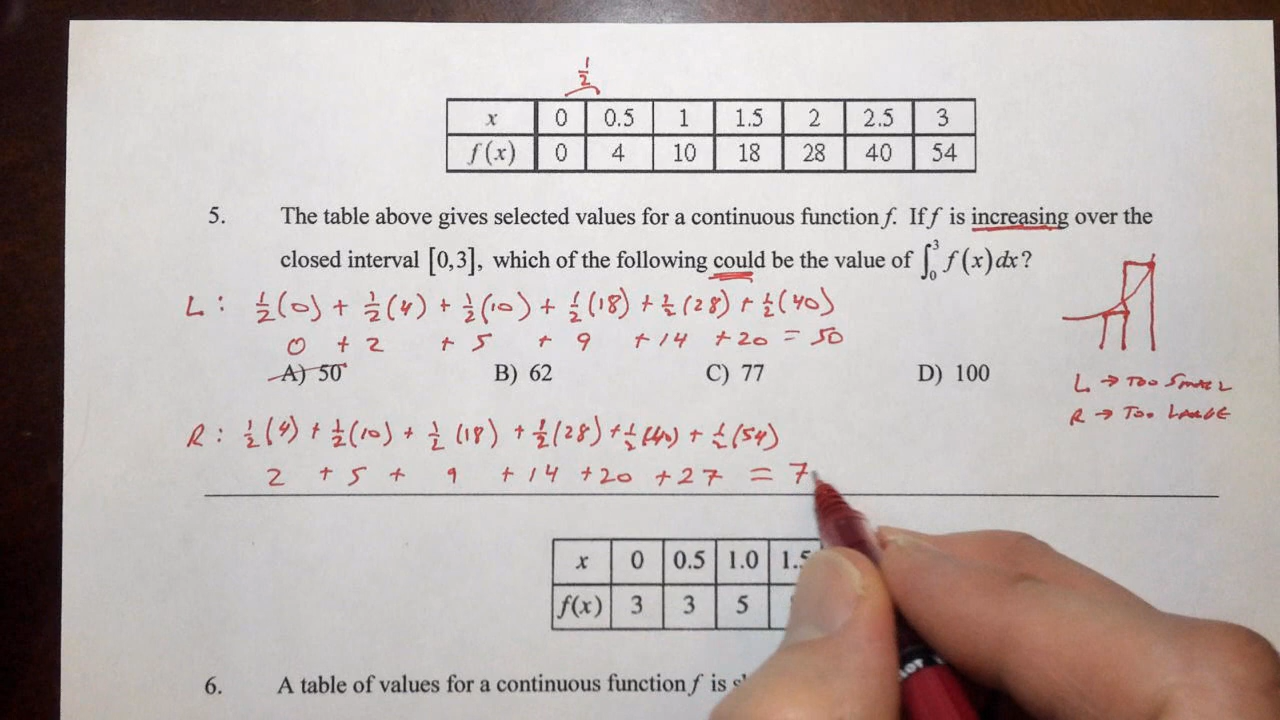 1/2
x 0 0.5 1 1.5 2 2.5 3
f(x) 0 4 10 18 28 40 54
5. The table above gives selected values for a continuous function f. If f is increasing over the
closed interval [0,3], which of the following could be the value of ∫₀³ f(x)dx?
L: 1/2(0) + 1/2(4) + 1/2(10) + 1/2(18) + 1/2(28) + 1/2(40)
0 + 2 + 5 + 9 + 14 + 20 = 50
A) 50 B) 62 C) 77 D) 100
L → TOO SMALL
R → TOO LARGE
R: 1/2(4) + 1/2(10) + 1/2(18) + 1/2(28) + 1/2(40) + 1/2(54)
2 + 5 + 9 + 14 + 20 + 27 = 7
x 0 0.5 1.0 1.5
f(x) 3 3 5
6. A table of values for a continuous function f is